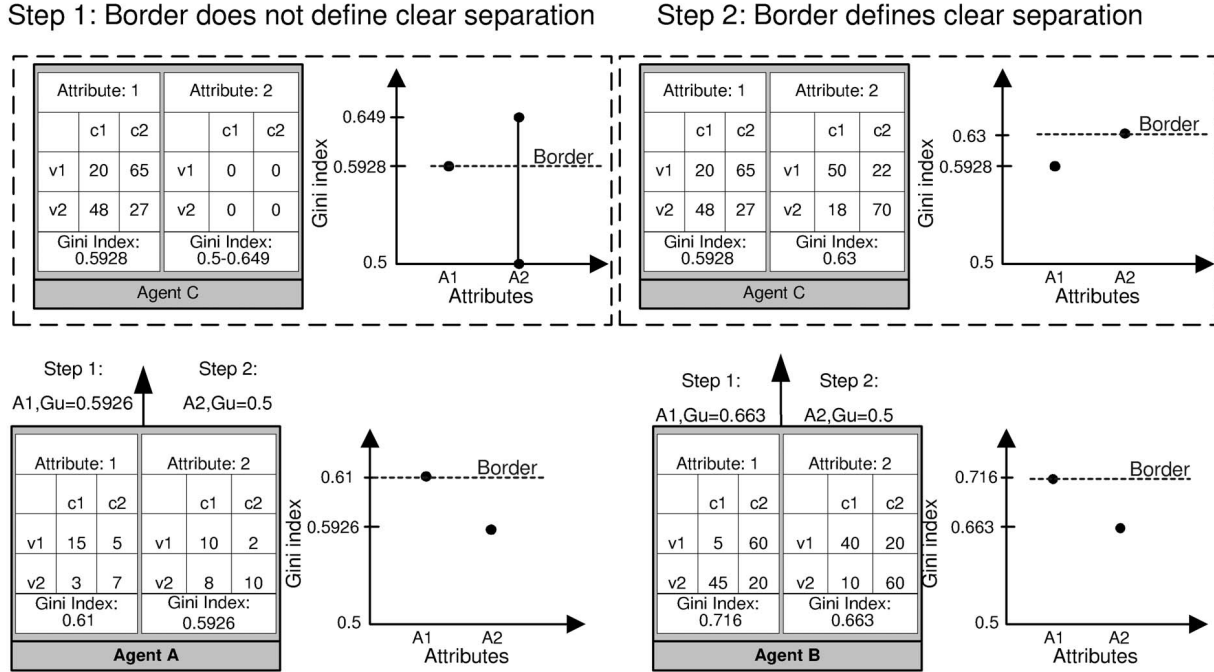 Step 1: Border does not define clear separation
Step 2: Border defines clear separation
Attribute: 1
Attribute: 2
c1 c2
c1 c2
v1 20 65
v1 0 0
v2 48 27
v2 0 0
Gini Index:
0.5928
Gini Index:
0.5-0.649
Agent C
Gini index
0.649
0.5928
0.5
Border
A1 A2
Attributes
Attribute: 1
Attribute: 2
c1 c2
c1 c2
v1 20 65
v1 50 22
v2 48 27
v2 18 70
Gini Index:
0.5928
Gini Index:
0.63
Agent C
Gini index
0.63
0.5928
0.5
Border
A1 A2
Attributes
Step 1:
A1,Gu=0.5926
Step 2:
A2,Gu=0.5
Attribute: 1
Attribute: 2
c1 c2
c1 c2
v1 15 5
v1 10 2
v2 3 7
v2 8 10
Gini Index:
0.61
Gini Index:
0.5926
Agent A
Gini index
0.61
0.5926
0.5
Border
A1 A2
Attributes
Step 1:
A1,Gu=0.663
Step 2:
A2,Gu=0.5
Attribute: 1
Attribute: 2
c1 c2
c1 c2
v1 5 60
v1 40 20
v2 45 20
v2 10 60
Gini Index:
0.716
Gini Index:
0.663
Agent B
Gini index
0.716
0.663
0.5
Border
A1 A2
Attributes